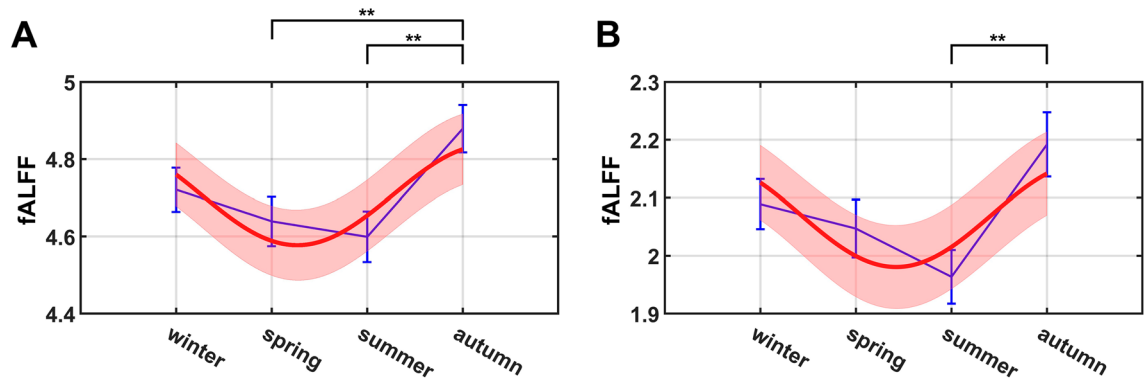 A
**
**
5
4.8
4.6
4.4
fALFF
winter
spring
summer
autumn
B
**
2.3
2.2
2.1
2
1.9
fALFF
winter
spring
summer
autumn